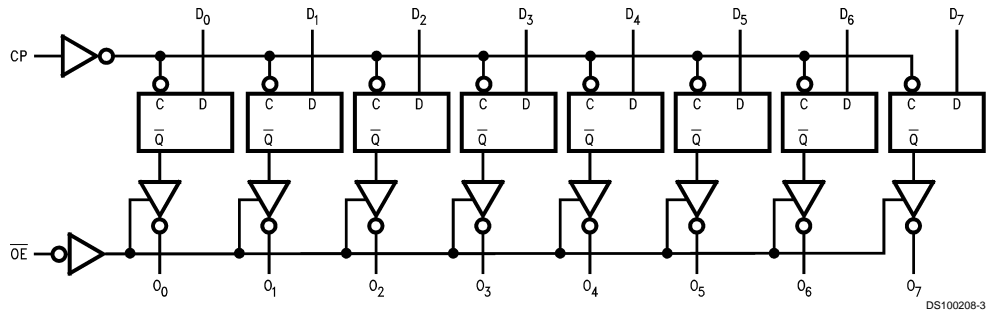 D0 D1 D2 D3 D4 D5 D6 D7
CP
C D C D C D C D C D C D C D C D
Q̅ Q̅ Q̅ Q̅ Q̅ Q̅ Q̅ Q̅
O̅E̅
O0 O1 O2 O3 O4 O5 O6 O7
DS100208-3